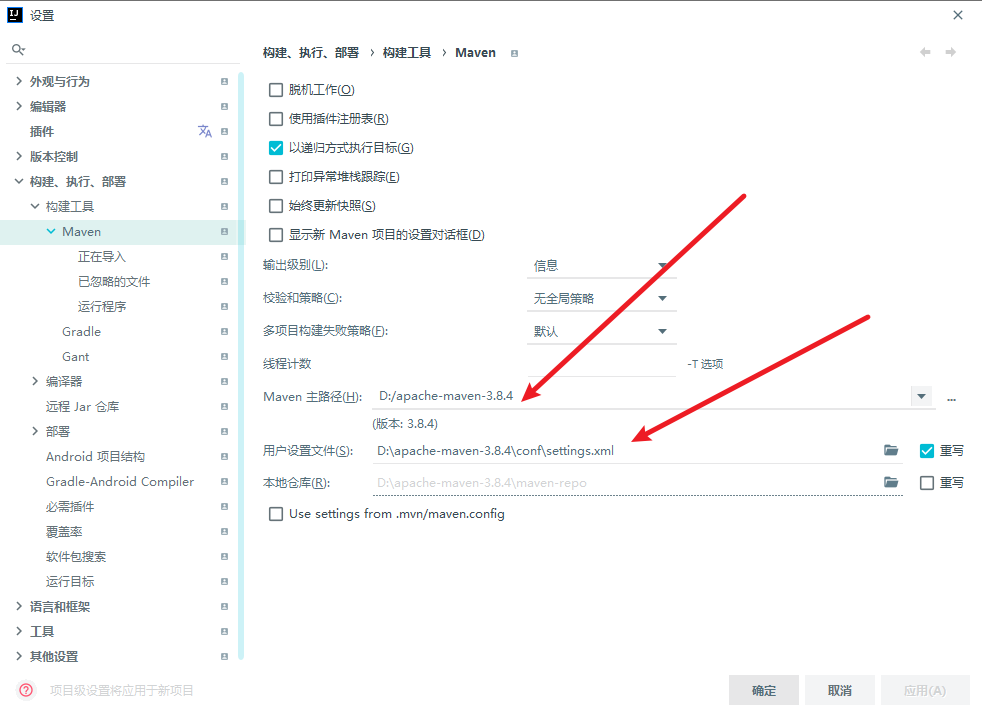 设置
构建、执行、部署 › 构建工具 › Maven
外观与行为
编辑器
插件
版本控制
构建、执行、部署
构建工具
Maven
正在导入
已忽略的文件
运行程序
Gradle
Gant
编译器
远程 Jar 仓库
部署
Android 项目结构
Gradle-Android Compiler
必需插件
覆盖率
软件包搜索
运行目标
语言和框架
工具
其他设置
脱机工作(O)
使用插件注册表(R)
以递归方式执行目标(G)
打印异常堆栈跟踪(E)
始终更新快照(S)
显示新 Maven 项目的设置对话框(D)
输出级别(L): 信息
校验和策略(C): 无全局策略
多项目构建失败策略(F): 默认
线程计数 -T 选项
Maven 主路径(H): D:/apache-maven-3.8.4 ...
(版本: 3.8.4)
用户设置文件(S): D:\apache-maven-3.8.4\conf\settings.xml 重写
本地仓库(R): D:\apache-maven-3.8.4\maven-repo 重写
Use settings from .mvn/maven.config
项目级设置将应用于新项目
确定 取消 应用(A)